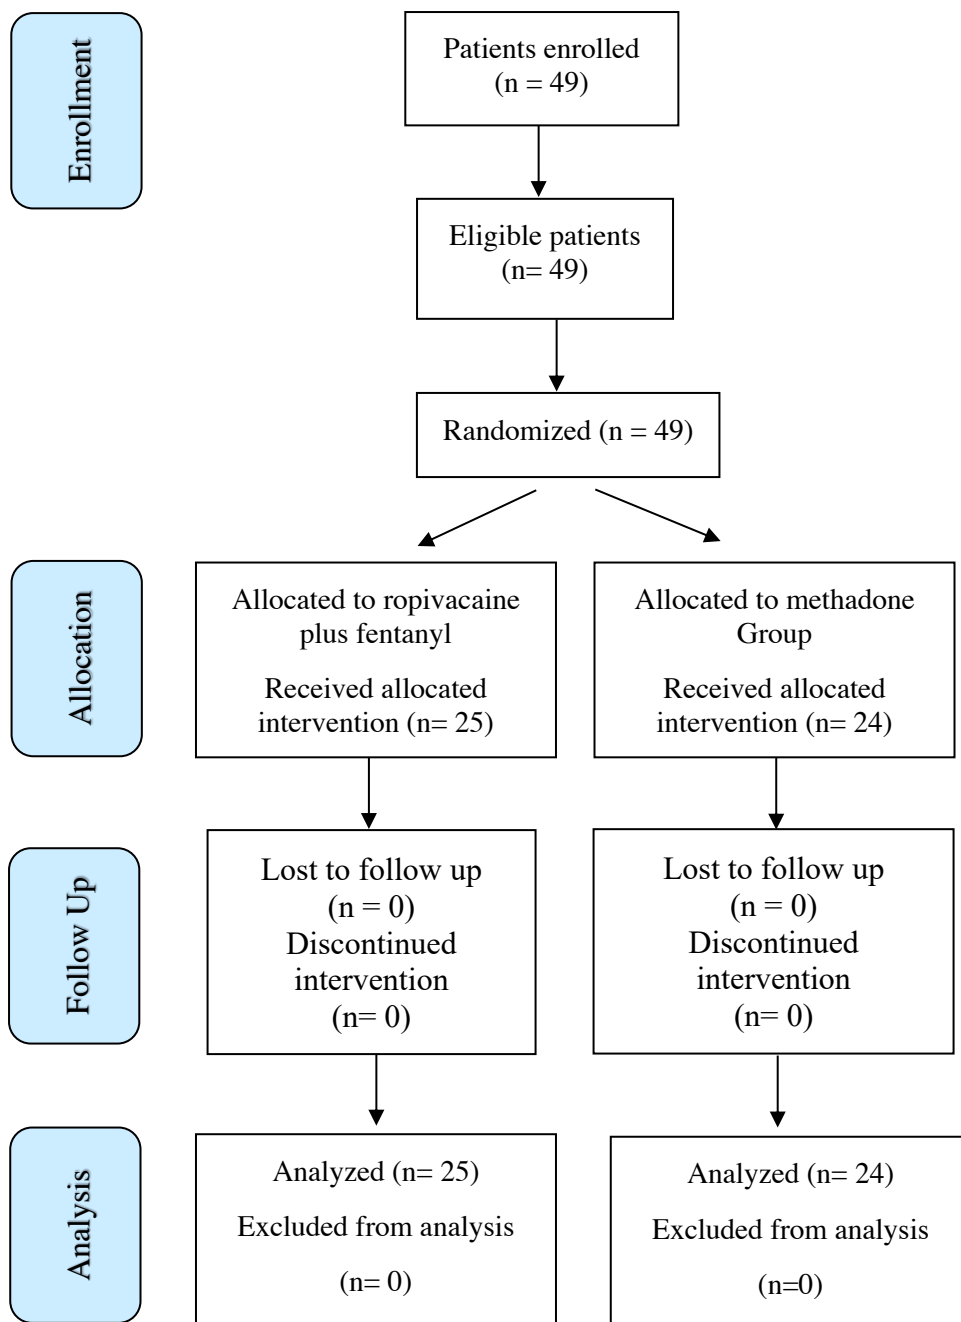 Enrollment
Patients enrolled
(n = 49)
Eligible patients
(n= 49)
Randomized (n = 49)
Allocation
Allocated to ropivacaine
plus fentanyl
Received allocated
intervention (n= 25)
Allocated to methadone
Group
Received allocated
intervention (n= 24)
Follow Up
Lost to follow up
(n = 0)
Discontinued
intervention
(n= 0)
Lost to follow up
(n = 0)
Discontinued
intervention
(n= 0)
Analysis
Analyzed (n= 25)
Excluded from analysis
(n= 0)
Analyzed (n= 24)
Excluded from analysis
(n=0)